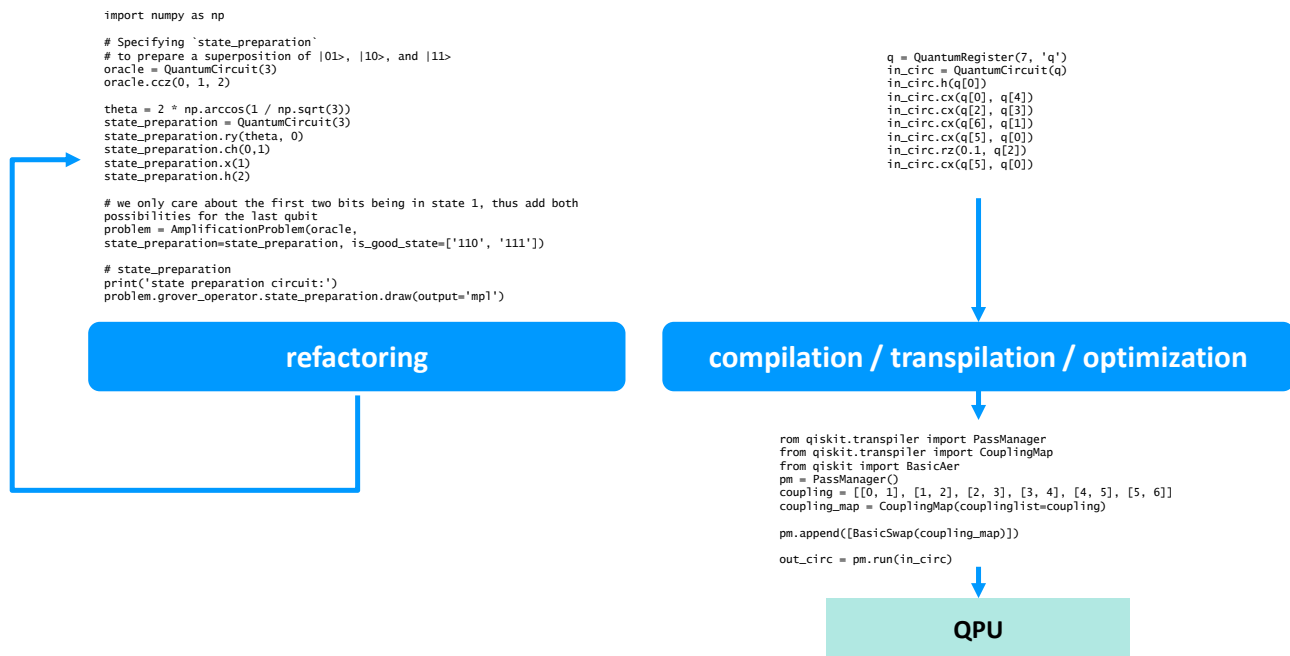 import numpy as np
# Specifying `state_preparation`
# to prepare a superposition of |01>, |10>, and |11>
oracle = QuantumCircuit(3)
oracle.ccz(0, 1, 2)
theta = 2 * np.arccos(1 / np.sqrt(3))
state_preparation = QuantumCircuit(3)
state_preparation.ry(theta, 0)
state_preparation.ch(0,1)
state_preparation.x(1)
state_preparation.h(2)
# we only care about the first two bits being in state 1, thus add both
possibilities for the last qubit
problem = AmplificationProblem(oracle,
state_preparation=state_preparation, is_good_state=['110', '111'])
# state_preparation
print('state preparation circuit:')
problem.grover_operator.state_preparation.draw(output='mpl')
refactoring
q = QuantumRegister(7, 'q')
in_circ = QuantumCircuit(q)
in_circ.h(q[0])
in_circ.cx(q[0], q[4])
in_circ.cx(q[2], q[3])
in_circ.cx(q[6], q[1])
in_circ.cx(q[5], q[0])
in_circ.rz(0.1, q[2])
in_circ.cx(q[5], q[0])
compilation / transpilation / optimization
rom qiskit.transpiler import PassManager
from qiskit.transpiler import CouplingMap
from qiskit import BasicAer
pm = PassManager()
coupling = [[0, 1], [1, 2], [2, 3], [3, 4], [4, 5], [5, 6]]
coupling_map = CouplingMap(couplinglist=coupling)
pm.append([BasicSwap(coupling_map)])
out_circ = pm.run(in_circ)
QPU